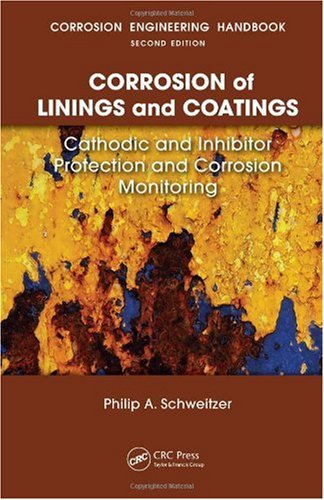 CORROSION ENGINEERING HANDBOOK
SECOND EDITION
CORROSION of
LININGS and COATINGS
Cathodic and Inhibitor
Protection and Corrosion
Monitoring
Philip A. Schweitzer
CRC Press
Taylor & Francis Group